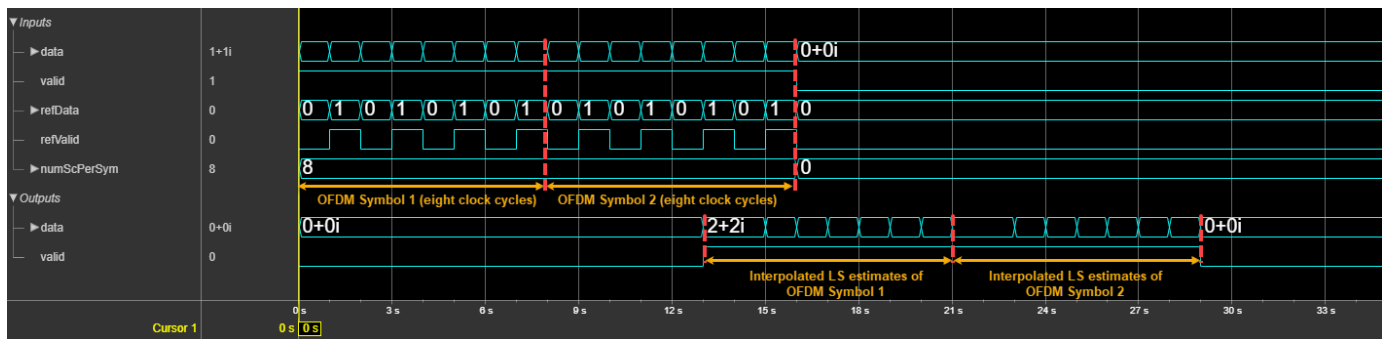 ▼ Inputs
▶ data 1+1i 0+0i
valid 1
▶ refData 0 0 1 0 1 0 1 0 1 0 1 0 1 0 1 0 1 0
refValid 0
▶ numScPerSym 8 8 0
OFDM Symbol 1 (eight clock cycles) OFDM Symbol 2 (eight clock cycles)
▼ Outputs
▶ data 0+0i 0+0i 2+2i 0+0i
valid 0
Interpolated LS estimates of OFDM Symbol 1
Interpolated LS estimates of OFDM Symbol 2
0 s 3 s 6 s 9 s 12 s 15 s 18 s 21 s 24 s 27 s 30 s 33 s
Cursor 1 0 s 0 s